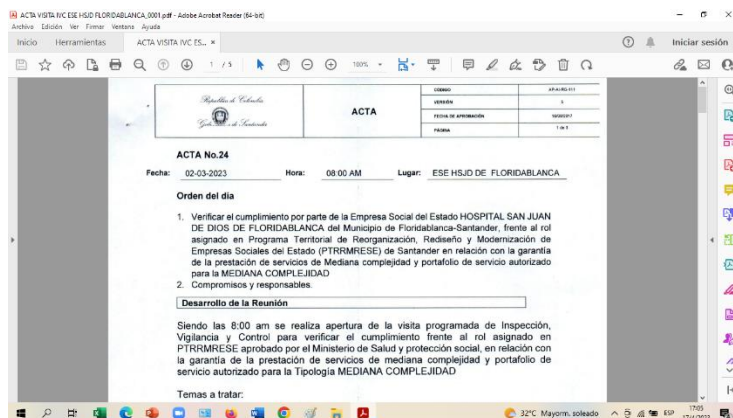 ACTA VISITA IVC ESE HSJD FLORIDABLANCA_0001.pdf - Adobe Acrobat Reader (64-bit)
Archivo Edición Ver Firmar Ventana Ayuda
Inicio Herramientas ACTA VISITA IVC ES... × Iniciar sesión
1 / 5 100%
República de Colombia
Gobernación de Santander
ACTA
CÓDIGO AP-AI-RG-111
VERSIÓN 5
FECHA DE APROBACIÓN
PÁGINA 1 de 5
ACTA No.24
Fecha: 02-03-2023 Hora: 08:00 AM Lugar: ESE HSJD DE FLORIDABLANCA
Orden del día
1. Verificar el cumplimiento por parte de la Empresa Social del Estado HOSPITAL SAN JUAN
DE DIOS DE FLORIDABLANCA del Municipio de Floridablanca-Santander, frente al rol
asignado en Programa Territorial de Reorganización, Rediseño y Modernización de
Empresas Sociales del Estado (PTRRMRESE) de Santander en relación con la garantía
de la prestación de servicios de Mediana complejidad y portafolio de servicio autorizado
para la MEDIANA COMPLEJIDAD
2. Compromisos y responsables.
Desarrollo de la Reunión
Siendo las 8:00 am se realiza apertura de la visita programada de Inspección,
Vigilancia y Control para verificar el cumplimiento frente al rol asignado en
PTRRMRESE aprobado por el Ministerio de Salud y protección social, en relación con
la garantía de la prestación de servicios de mediana complejidad y portafolio de
servicio autorizado para la Tipología MEDIANA COMPLEJIDAD
Temas a tratar:
32°C Mayorm. soleado ESP 17:05
17/4/2023